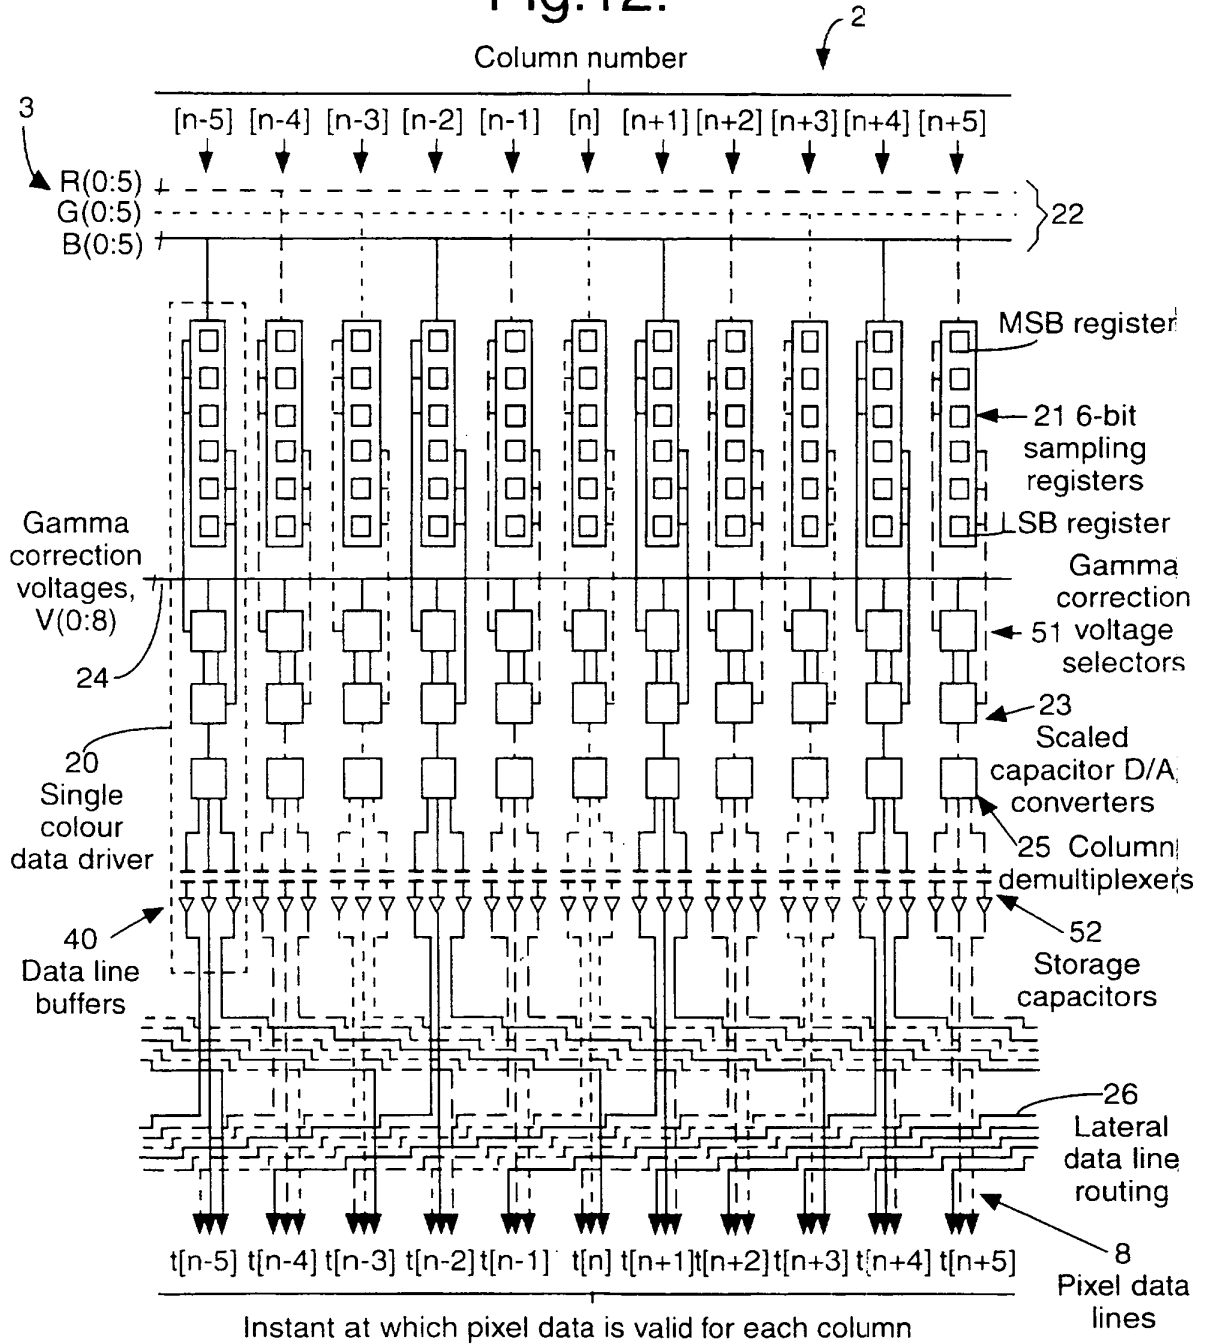 Fig.12.
2
Column number
3
[n-5] [n-4] [n-3] [n-2] [n-1] [n] [n+1] [n+2] [n+3] [n+4] [n+5]
R(0:5)
G(0:5)
B(0:5)
22
MSB register
21 6-bit
sampling
registers
LSB register
Gamma
correction
voltages,
V(0:8)
24
Gamma
correction
51 voltage
selectors
23
Scaled
capacitor D/A
converters
20
Single
colour
data driver
25 Column
demultiplexers
40
Data line
buffers
52
Storage
capacitors
26
Lateral
data line
routing
t[n-5] t[n-4] t[n-3] t[n-2] t[n-1] t[n] t[n+1] t[n+2] t[n+3] t[n+4] t[n+5]
8
Pixel data
lines
Instant at which pixel data is valid for each column